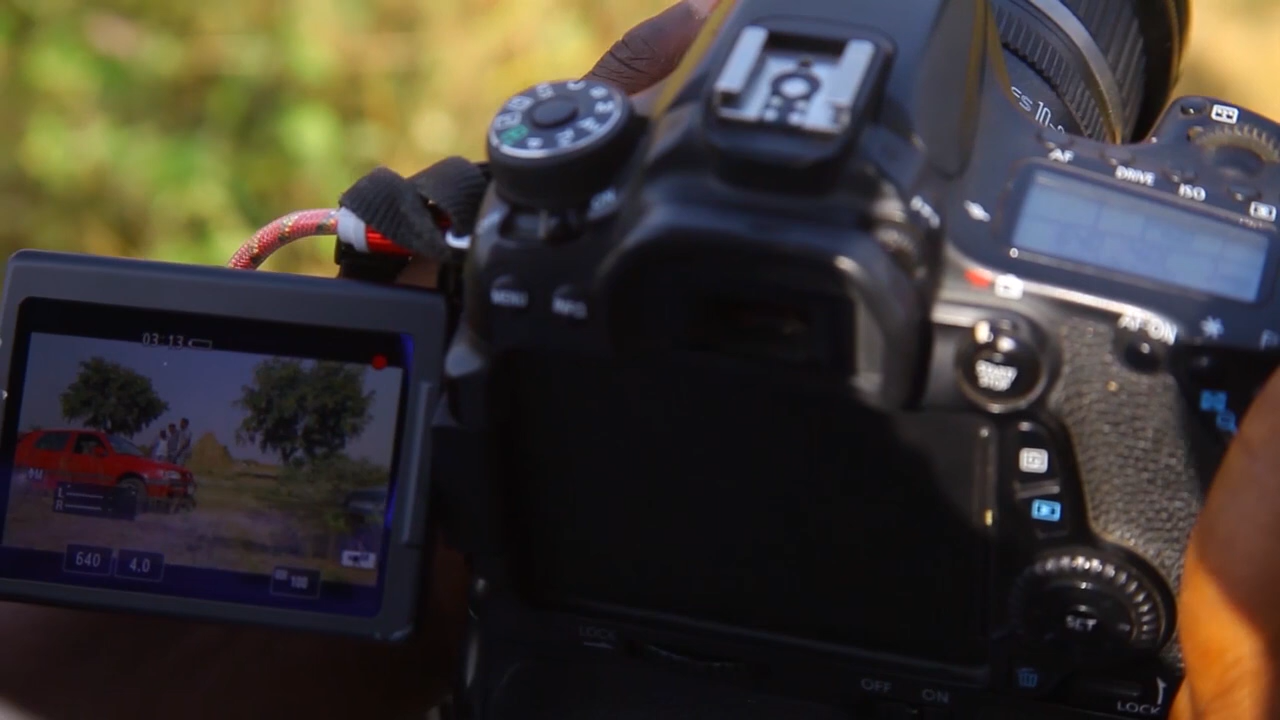 AF
DRIVE
ISO
MENU
INFO
AF-ON
START
STOP
03:13
L
R
640
4.0
100
SET
LOCK
OFF
ON
LOCK